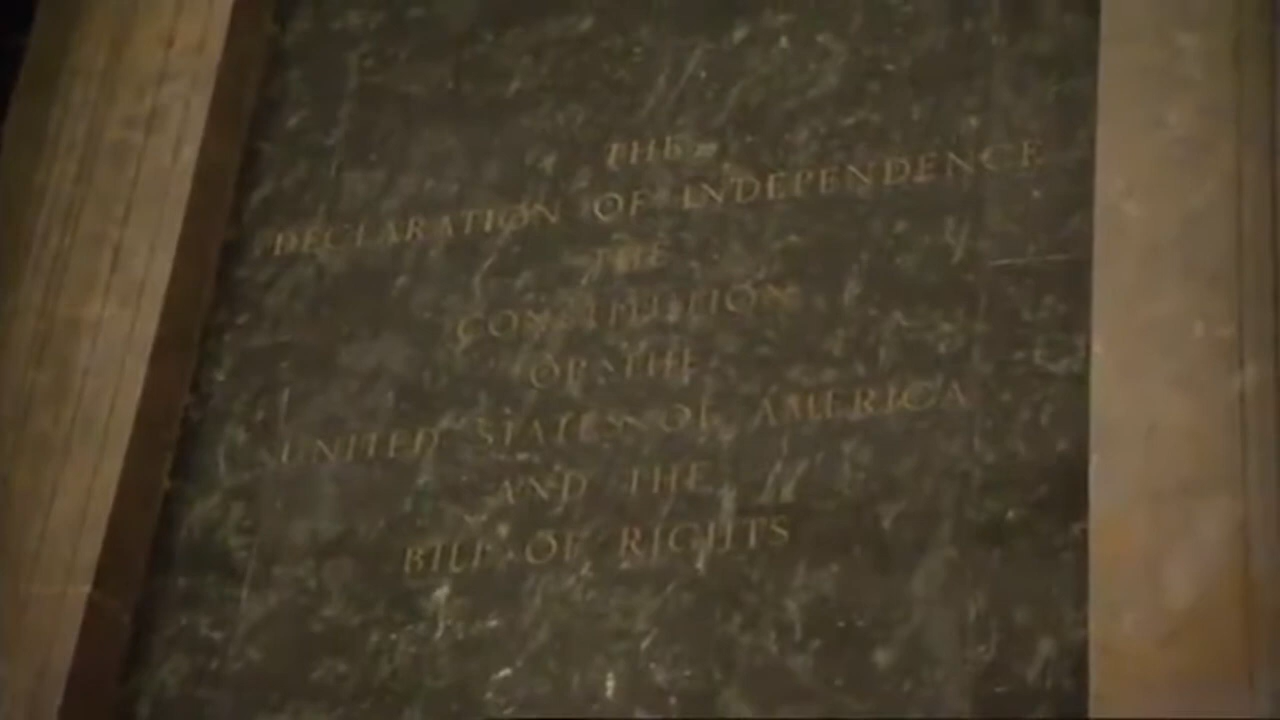 THE
DECLARATION OF INDEPENDENCE
THE
CONSTITUTION
OF THE
UNITED STATES OF AMERICA
AND THE
BILL OF RIGHTS